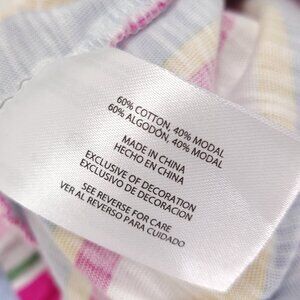 60% COTTON, 40% MODAL
60% ALGODÓN, 40% MODAL
MADE IN CHINA
HECHO EN CHINA
EXCLUSIVE OF DECORATION
EXCLUSIVO DE DECORACION
SEE REVERSE FOR CARE
VER AL REVERSO PARA CUIDADO